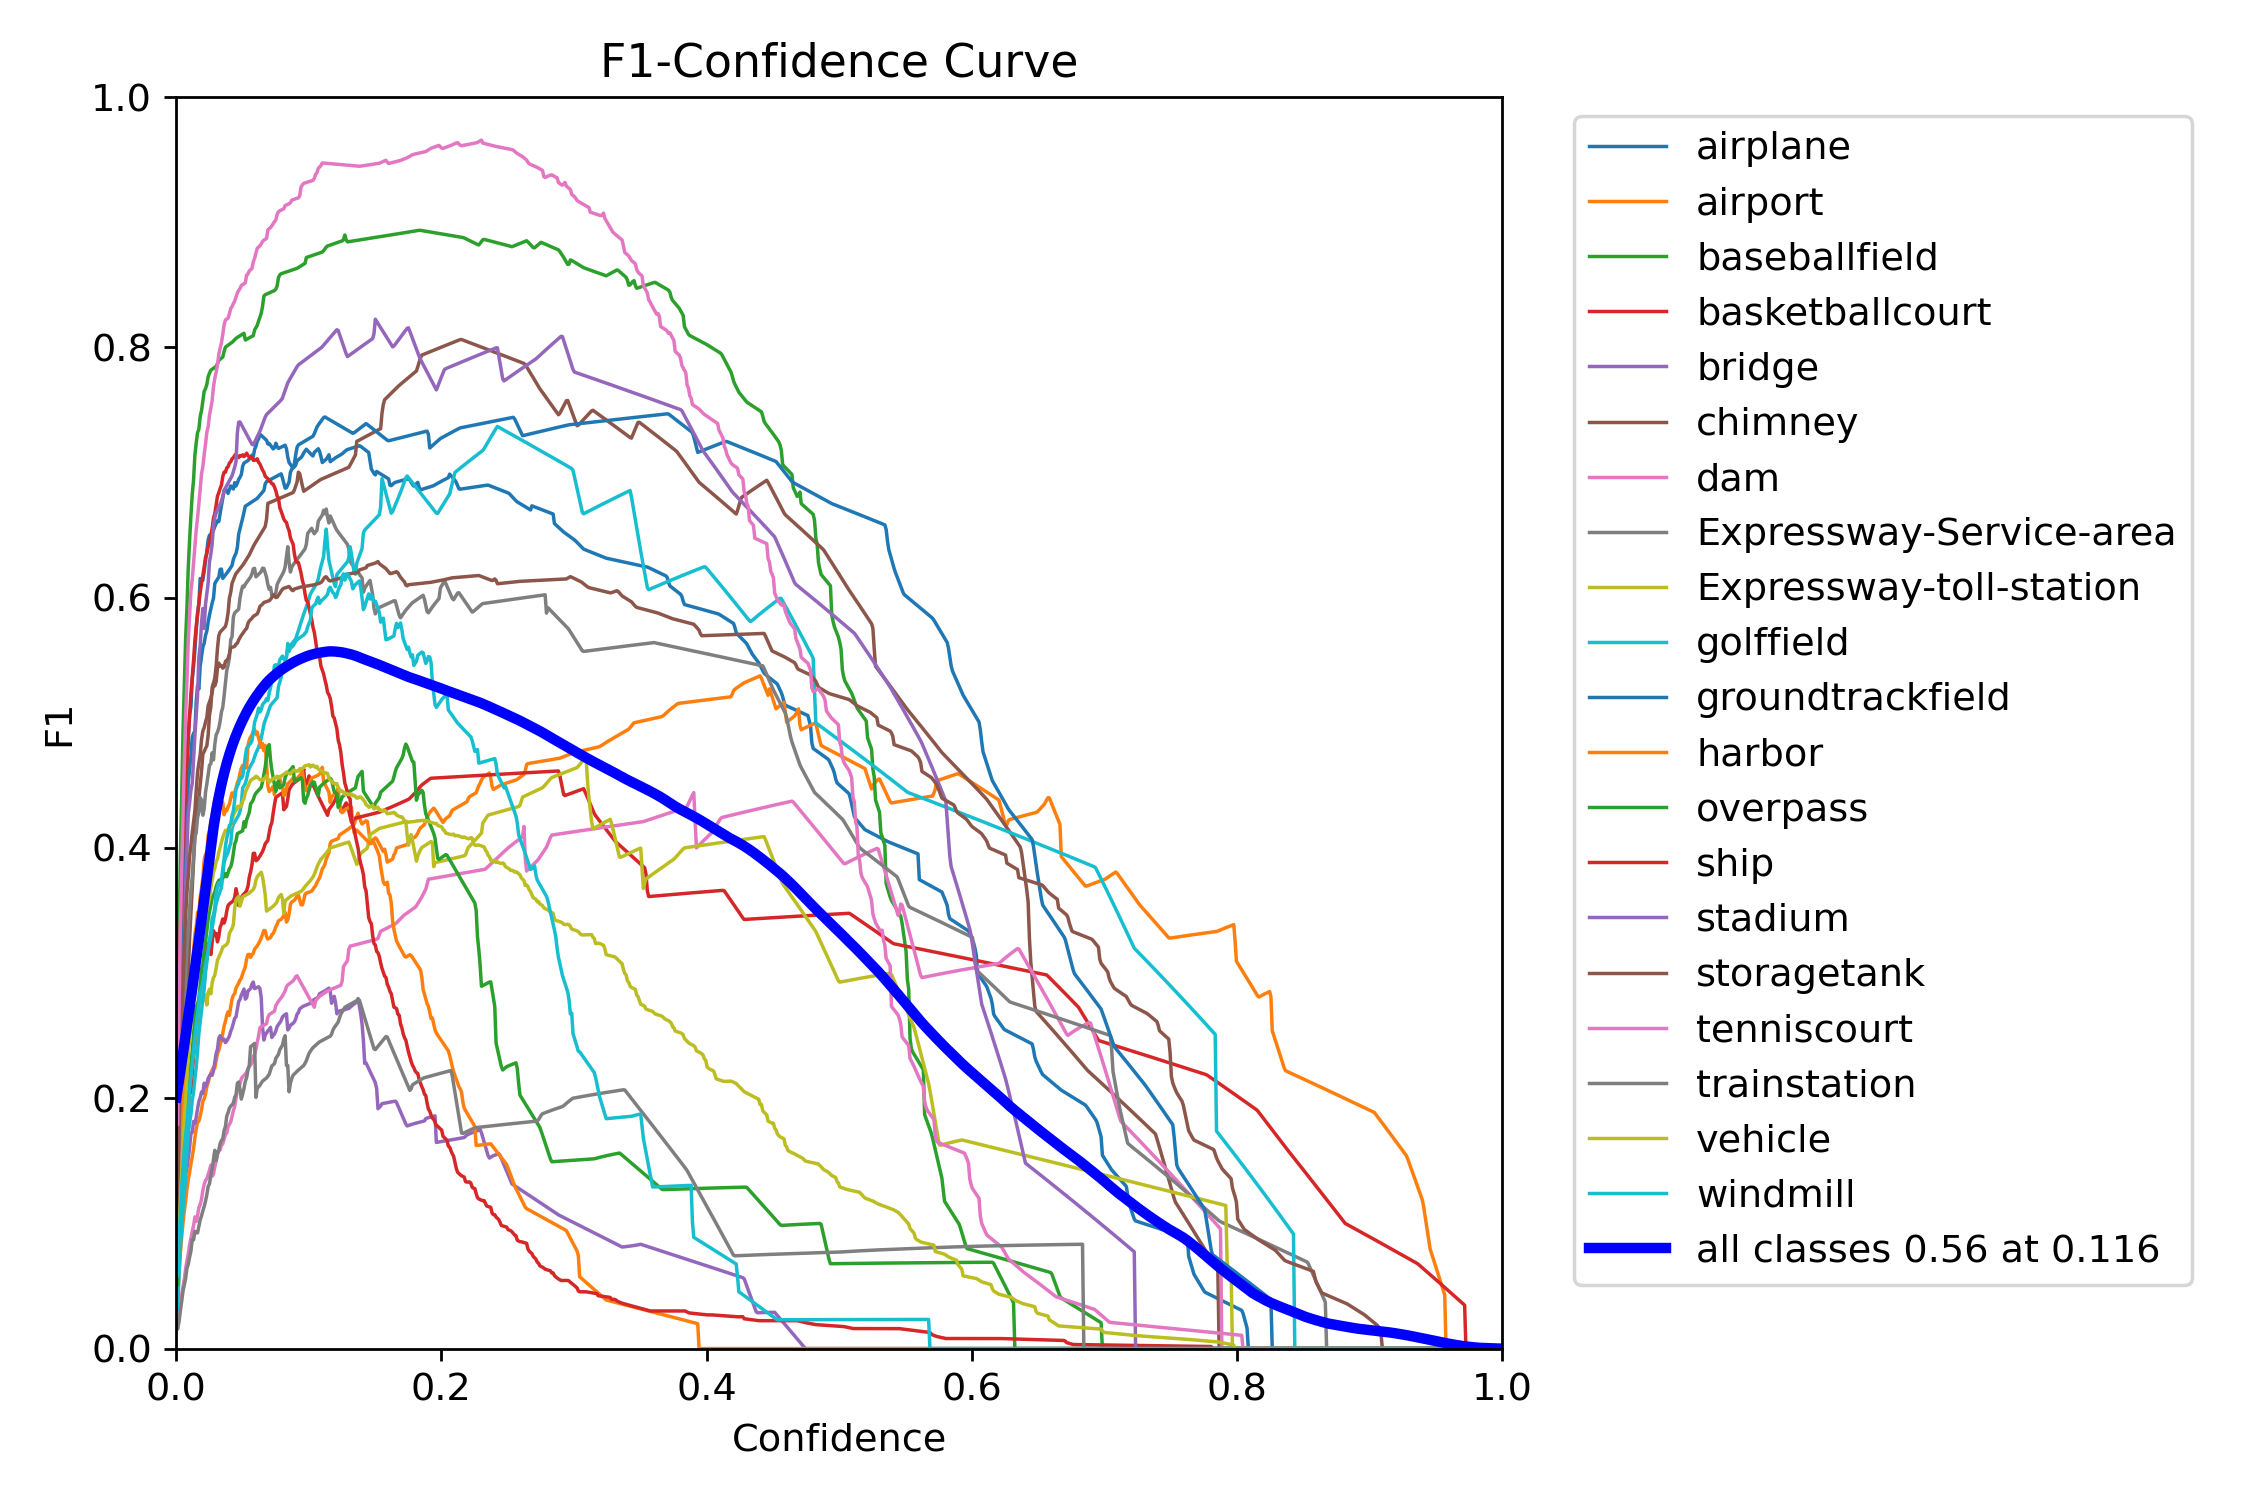 F1-Confidence Curve
1.0
0.8
0.6
0.4
0.2
0.0
F1
0.0 0.2 0.4 0.6 0.8 1.0
Confidence
airplane
airport
baseballfield
basketballcourt
bridge
chimney
dam
Expressway-Service-area
Expressway-toll-station
golffield
groundtrackfield
harbor
overpass
ship
stadium
storagetank
tenniscourt
trainstation
vehicle
windmill
all classes 0.56 at 0.116